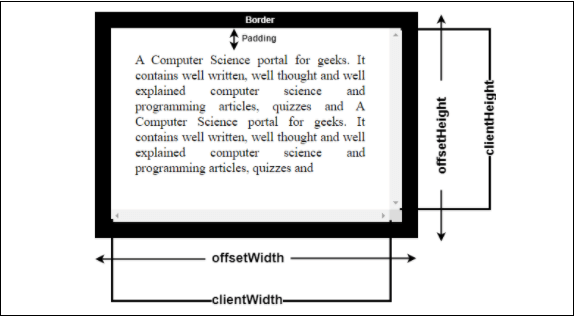 Border
Padding
A Computer Science portal for geeks. It
contains well written, well thought and well
explained computer science and
programming articles, quizzes and A
Computer Science portal for geeks. It
contains well written, well thought and well
explained computer science and
programming articles, quizzes and
offsetHeight
clientHeight
offsetWidth
clientWidth